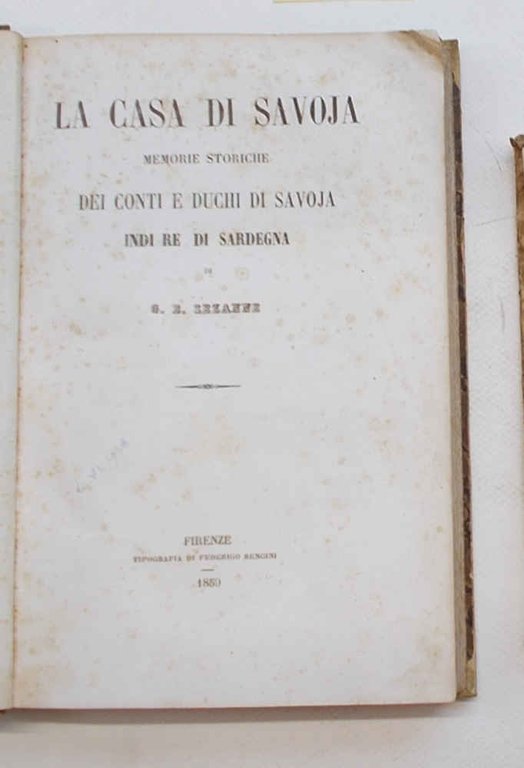 LA CASA DI SAVOJA
MEMORIE STORICHE
DEI CONTI E DUCHI DI SAVOJA
INDI RE DI SARDEGNA
DI
FIRENZE
TIPOGRAFIA DI FEDERIGO BENCINI